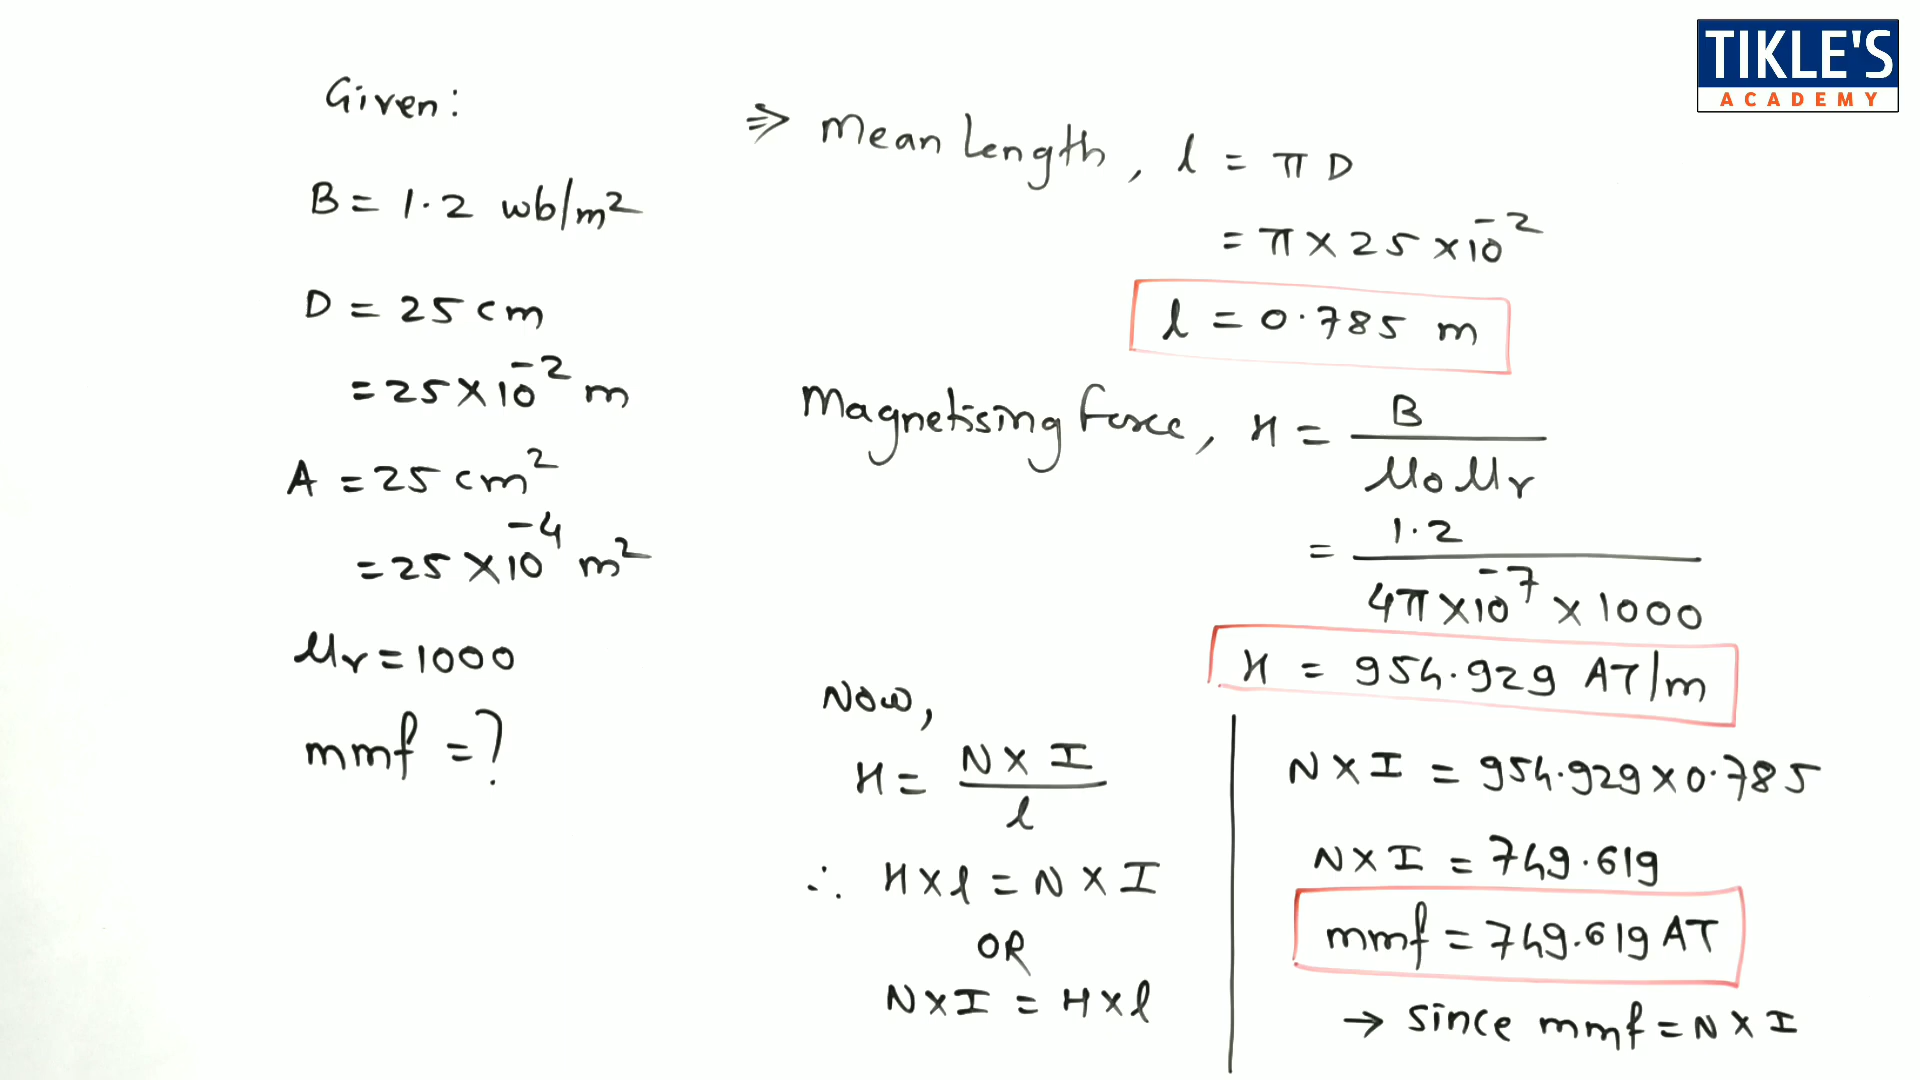 TIKLE'S
ACADEMY
Given:
B = 1.2 wb/m²
D = 25 cm
= 25 × 10⁻² m
A = 25 cm²
= 25 × 10⁻⁴ m²
μr = 1000
mmf = ?
⇒ Mean Length, l = π D
= π × 25 × 10⁻²
l = 0.785 m
Magnetising force, H = B / μ₀ μr
= 1.2 / 4π × 10⁻⁷ × 1000
H = 954.929 AT/m
Now,
H = N × I / l
∴ H × l = N × I
OR
N × I = H × l
N × I = 954.929 × 0.785
N × I = 749.619
mmf = 749.619 AT
→ since mmf = N × I